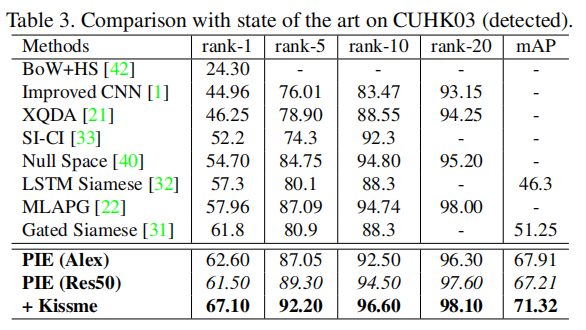 Table 3. Comparison with state of the art on CUHK03 (detected).
Methods rank-1 rank-5 rank-10 rank-20 mAP
BoW+HS [42] 24.30 - - - -
Improved CNN [1] 44.96 76.01 83.47 93.15 -
XQDA [21] 46.25 78.90 88.55 94.25 -
SI-CI [33] 52.2 74.3 92.3 - -
Null Space [40] 54.70 84.75 94.80 95.20 -
LSTM Siamese [32] 57.3 80.1 88.3 - 46.3
MLAPG [22] 57.96 87.09 94.74 98.00 -
Gated Siamese [31] 61.8 80.9 88.3 - 51.25
PIE (Alex) 62.60 87.05 92.50 96.30 67.91
PIE (Res50) 61.50 89.30 94.50 97.60 67.21
+ Kissme 67.10 92.20 96.60 98.10 71.32